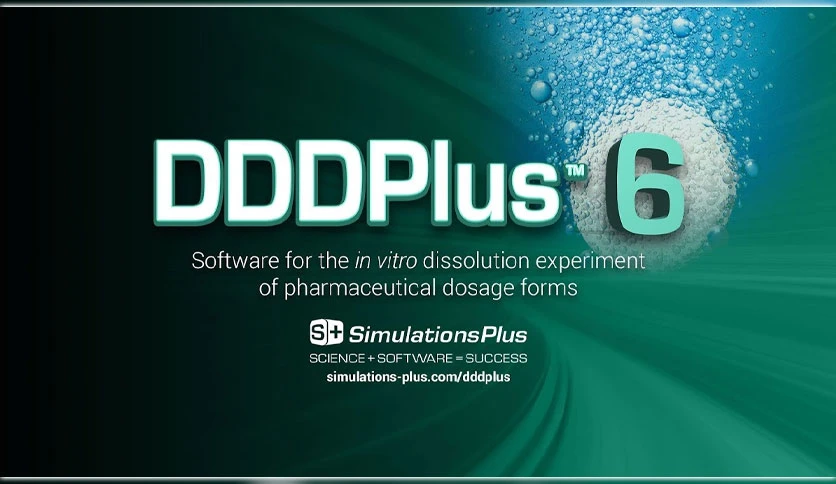 DDDPlus™ 6
Software for the in vitro dissolution experiment
of pharmaceutical dosage forms
S+ SimulationsPlus
SCIENCE + SOFTWARE = SUCCESS
simulations-plus.com/dddplus